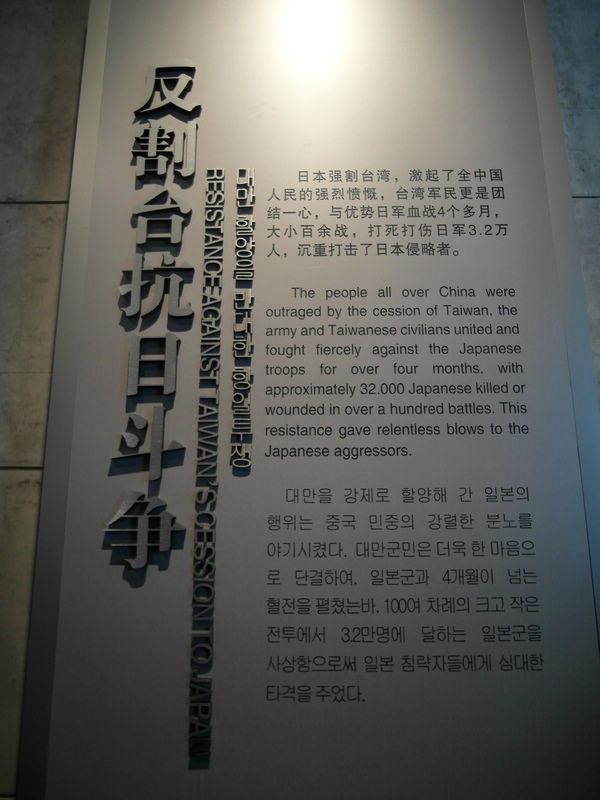 反割台抗日斗争
RESISTANCE AGAINST TAIWAN'S CESSION TO JAPAN
대만 할양을 반대한 항일투쟁
日本强割台湾，激起了全中国
人民的强烈愤慨，台湾军民更是团
结一心，与优势日军血战4个多月，
大小百余战，打死打伤日军3.2万
人，沉重打击了日本侵略者。
The people all over China were
outraged by the cession of Taiwan, the
army and Taiwanese civilians united and
fought fiercely against the Japanese
troops for over four months. with
approximately 32.000 Japanese killed or
wounded in over a hundred battles. This
resistance gave relentless blows to the
Japanese aggressors.
대만을 강제로 할양해 간 일본의
행위는 중국 민중의 강렬한 분노를
야기시켰다. 대만군민은 더욱 한 마음으
로 단결하여. 일본군과 4개월이 넘는
혈전을 펼쳤는바. 100여 차례의 크고 작은
전투에서 3.2만명에 달하는 일본군을
사상함으로써 일본 침략자들에게 심대한
타격을 주었다.